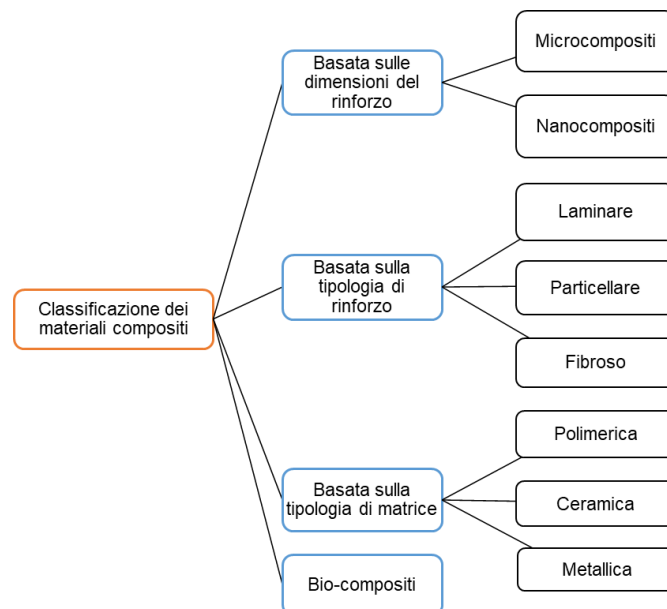 Classificazione dei
materiali compositi
Basata sulle
dimensioni del
rinforzo
Microcompositi
Nanocompositi
Basata sulla
tipologia di
rinforzo
Laminare
Particellare
Fibroso
Basata sulla
tipologia di matrice
Polimerica
Ceramica
Metallica
Bio-compositi